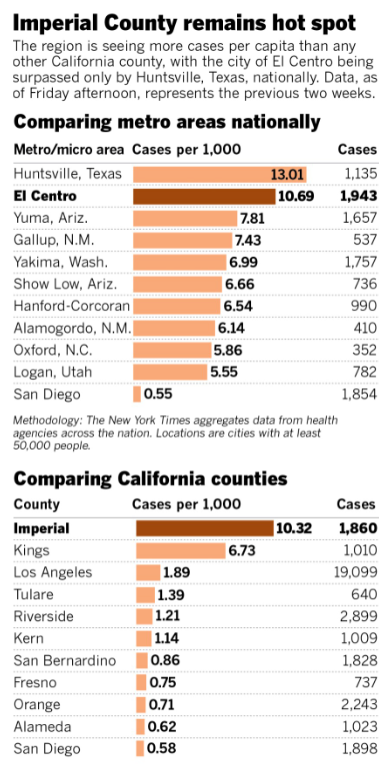 Imperial County remains hot spot
The region is seeing more cases per capita than any
other California county, with the city of El Centro being
surpassed only by Huntsville, Texas, nationally. Data, as
of Friday afternoon, represents the previous two weeks.
Comparing metro areas nationally
Metro/micro area Cases per 1,000 Cases
Huntsville, Texas 13.01 1,135
El Centro 10.69 1,943
Yuma, Ariz. 7.81 1,657
Gallup, N.M. 7.43 537
Yakima, Wash. 6.99 1,757
Show Low, Ariz. 6.66 736
Hanford-Corcoran 6.54 990
Alamogordo, N.M. 6.14 410
Oxford, N.C. 5.86 352
Logan, Utah 5.55 782
San Diego 0.55 1,854
Methodology: The New York Times aggregates data from health
agencies across the nation. Locations are cities with at least
50,000 people.
Comparing California counties
County Cases per 1,000 Cases
Imperial 10.32 1,860
Kings 6.73 1,010
Los Angeles 1.89 19,099
Tulare 1.39 640
Riverside 1.21 2,899
Kern 1.14 1,009
San Bernardino 0.86 1,828
Fresno 0.75 737
Orange 0.71 2,243
Alameda 0.62 1,023
San Diego 0.58 1,898